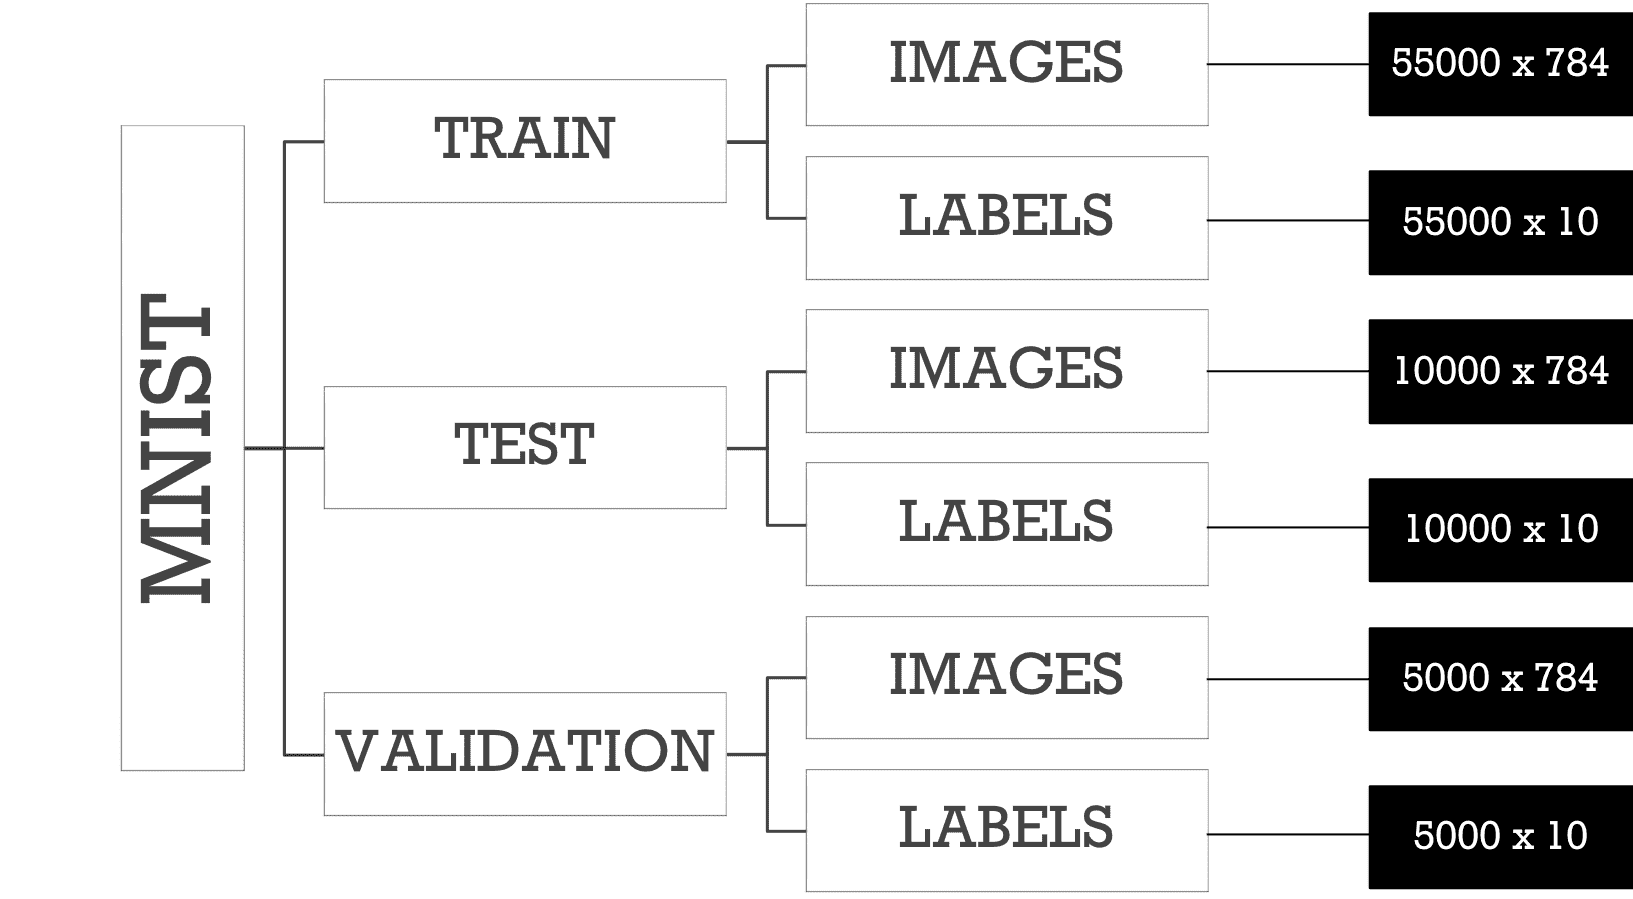 MNIST
TRAIN
IMAGES
55000 x 784
LABELS
55000 x 10
TEST
IMAGES
10000 x 784
LABELS
10000 x 10
VALIDATION
IMAGES
5000 x 784
LABELS
5000 x 10